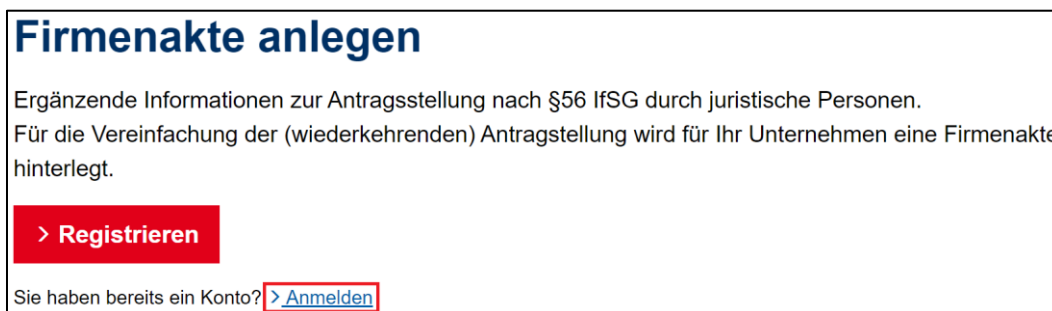 Firmenakte anlegen
Ergänzende Informationen zur Antragsstellung nach §56 IfSG durch juristische Personen.
Für die Vereinfachung der (wiederkehrenden) Antragstellung wird für Ihr Unternehmen eine Firmenakte
hinterlegt.
> Registrieren
Sie haben bereits ein Konto? > Anmelden